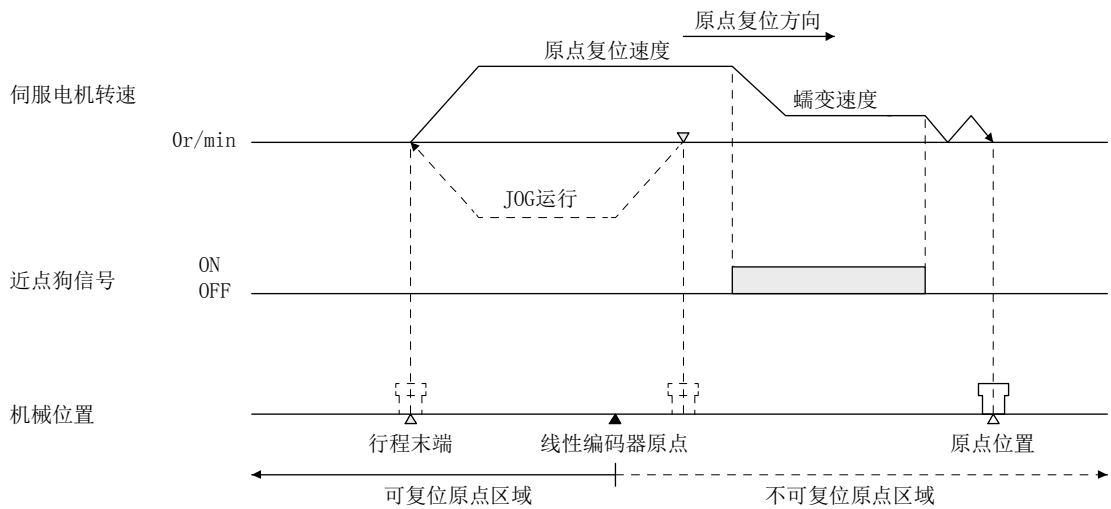 原点复位方向
原点复位速度
伺服电机转速
蠕变速度
0r/min
JOG运行
ON
近点狗信号
OFF
机械位置
行程末端
线性编码器原点
原点位置
可复位原点区域
不可复位原点区域